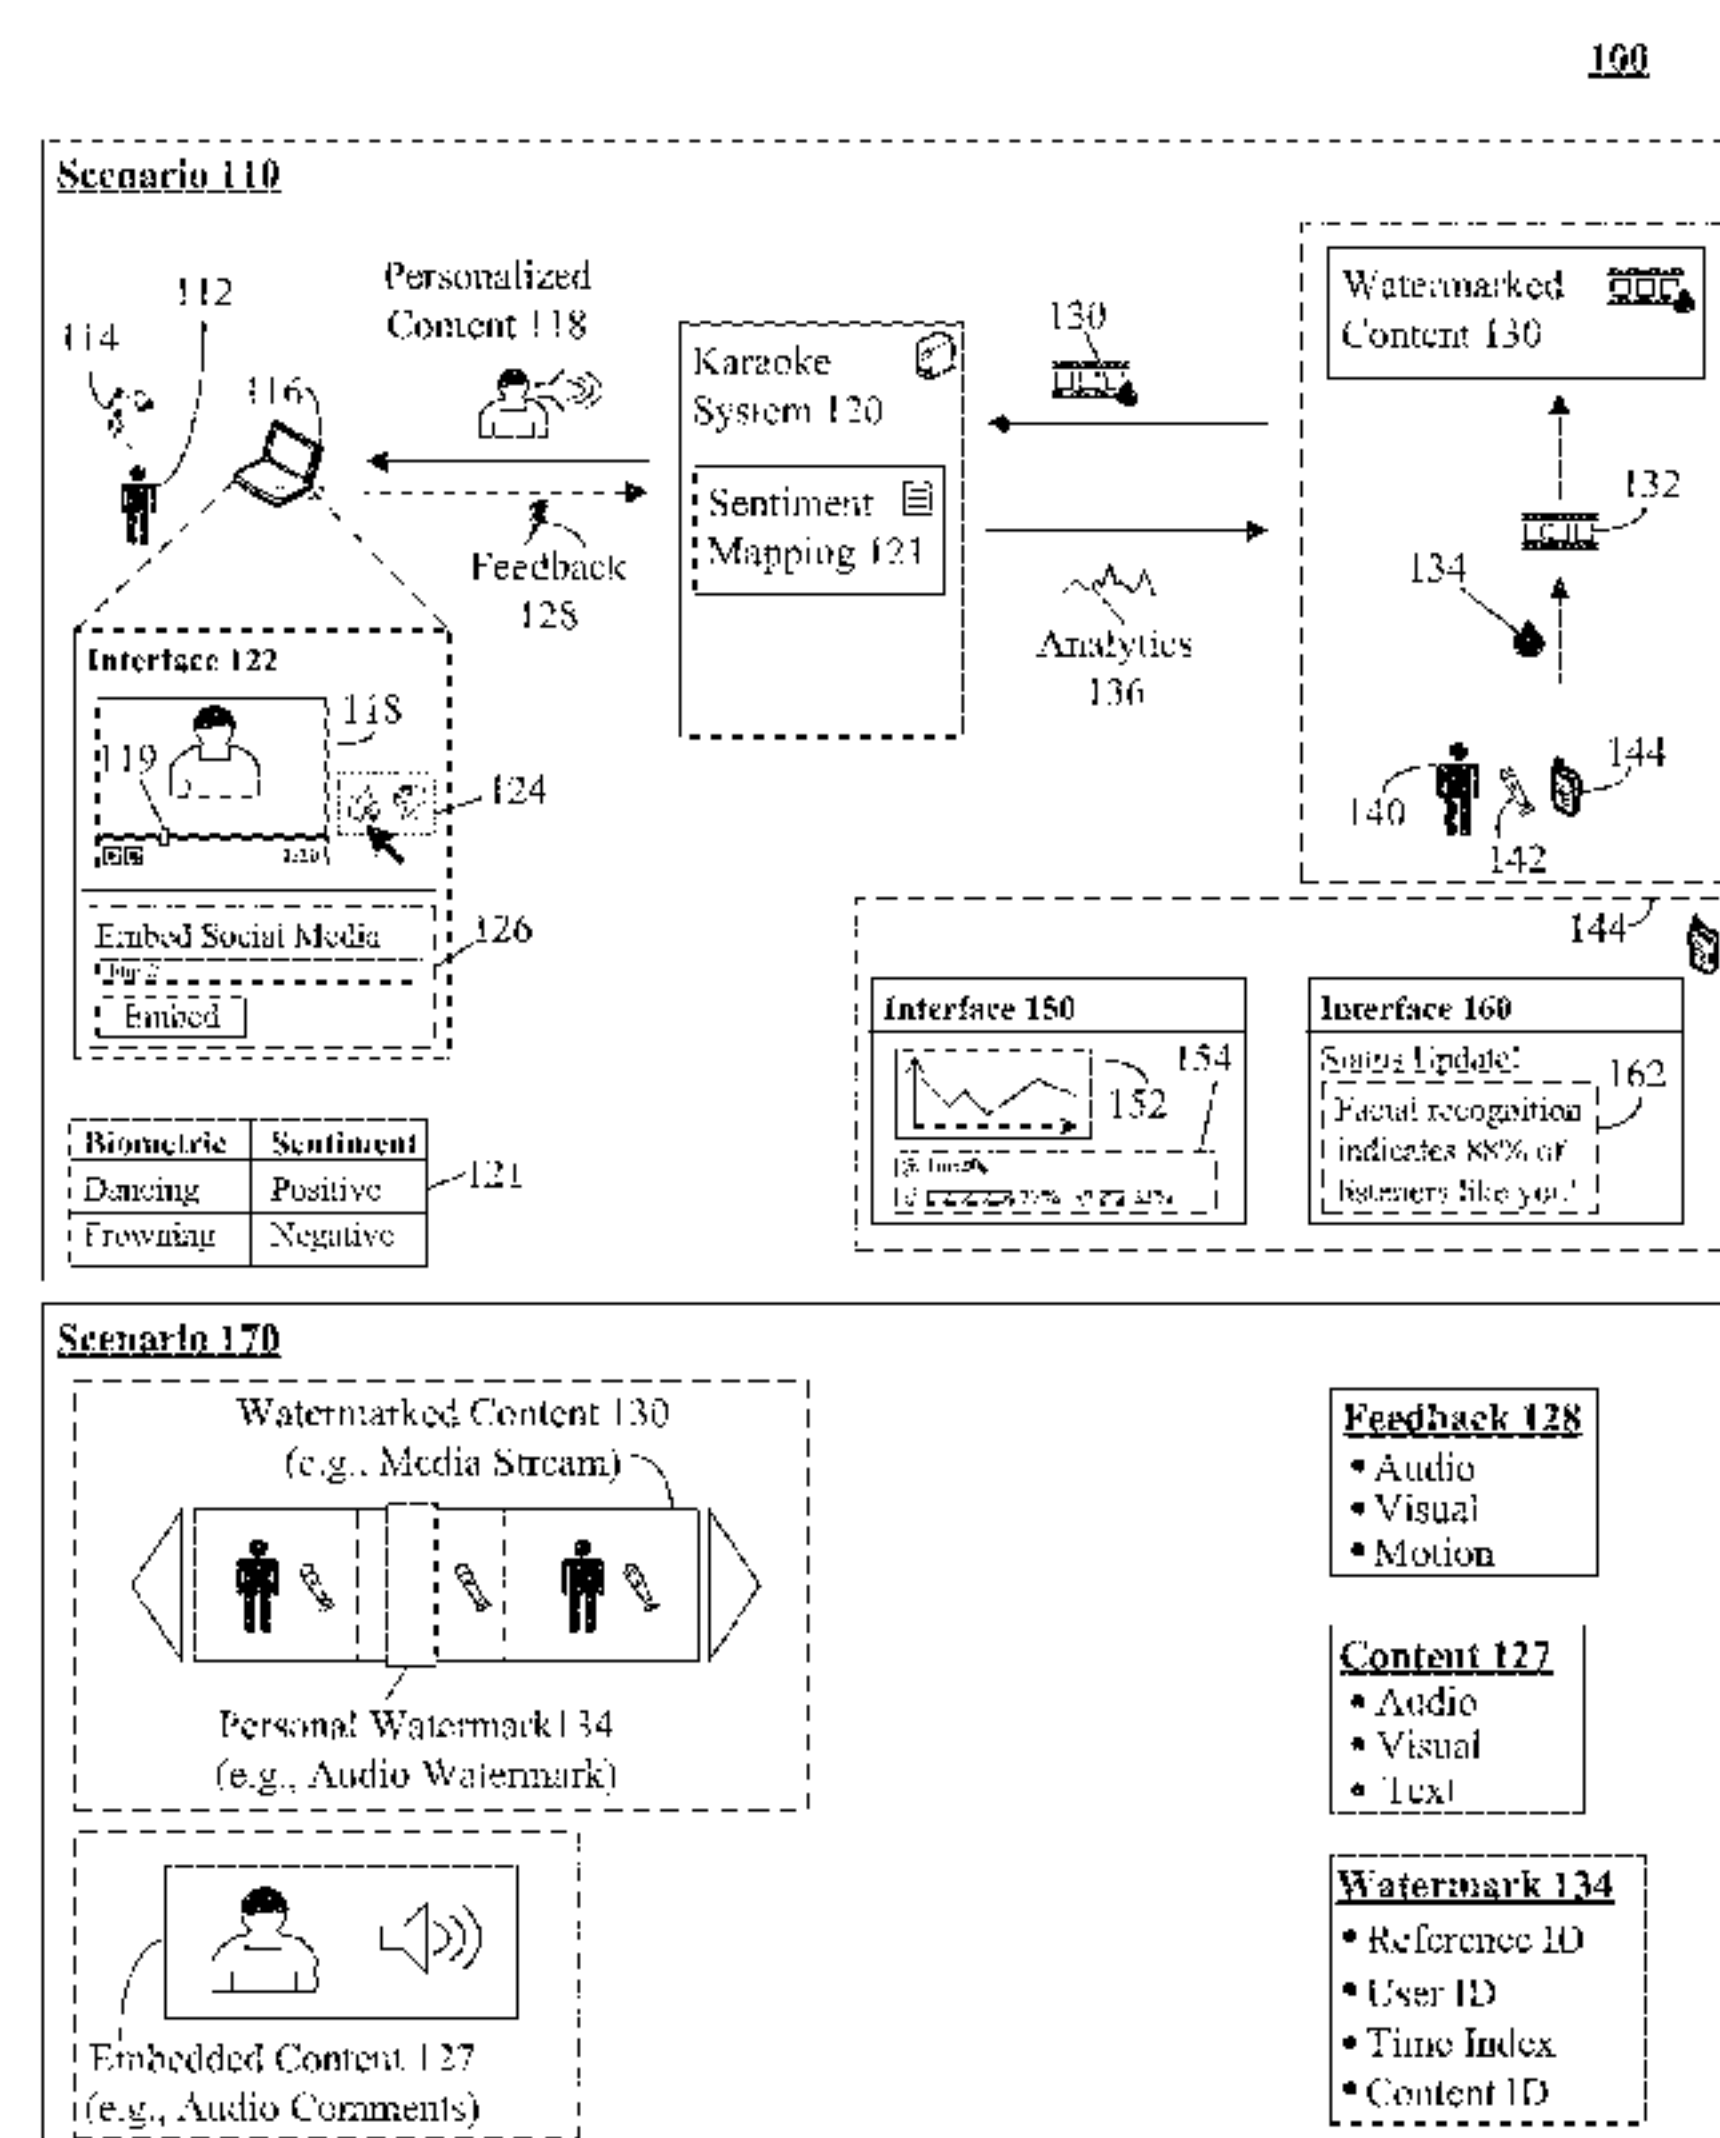 100
Scenario 110
112
114
116
Personalized
Content 118
Feedback
128
Karaoke
System 120
Sentiment
Mapping 121
130
Analytics
136
Watermarked
Content 130
132
134
140
142
144
Interface 122
118
119
124
Embed Social Media
126
Embed
Biometric Sentiment
Dancing Positive
Frowning Negative
121
144
Interface 150
152
154
Interface 160
Status Update!
162
Facial recognition
indicates 88% of
listeners like you!
Scenario 170
Watermarked Content 130
(e.g., Media Stream)
Personal Watermark134
(e.g., Audio Watermark)
Embedded Content 127
(e.g., Audio Comments)
Feedback 128
• Audio
• Visual
• Motion
Content 127
• Audio
• Visual
• Text
Watermark 134
• Reference ID
• User ID
• Time Index
• Content ID